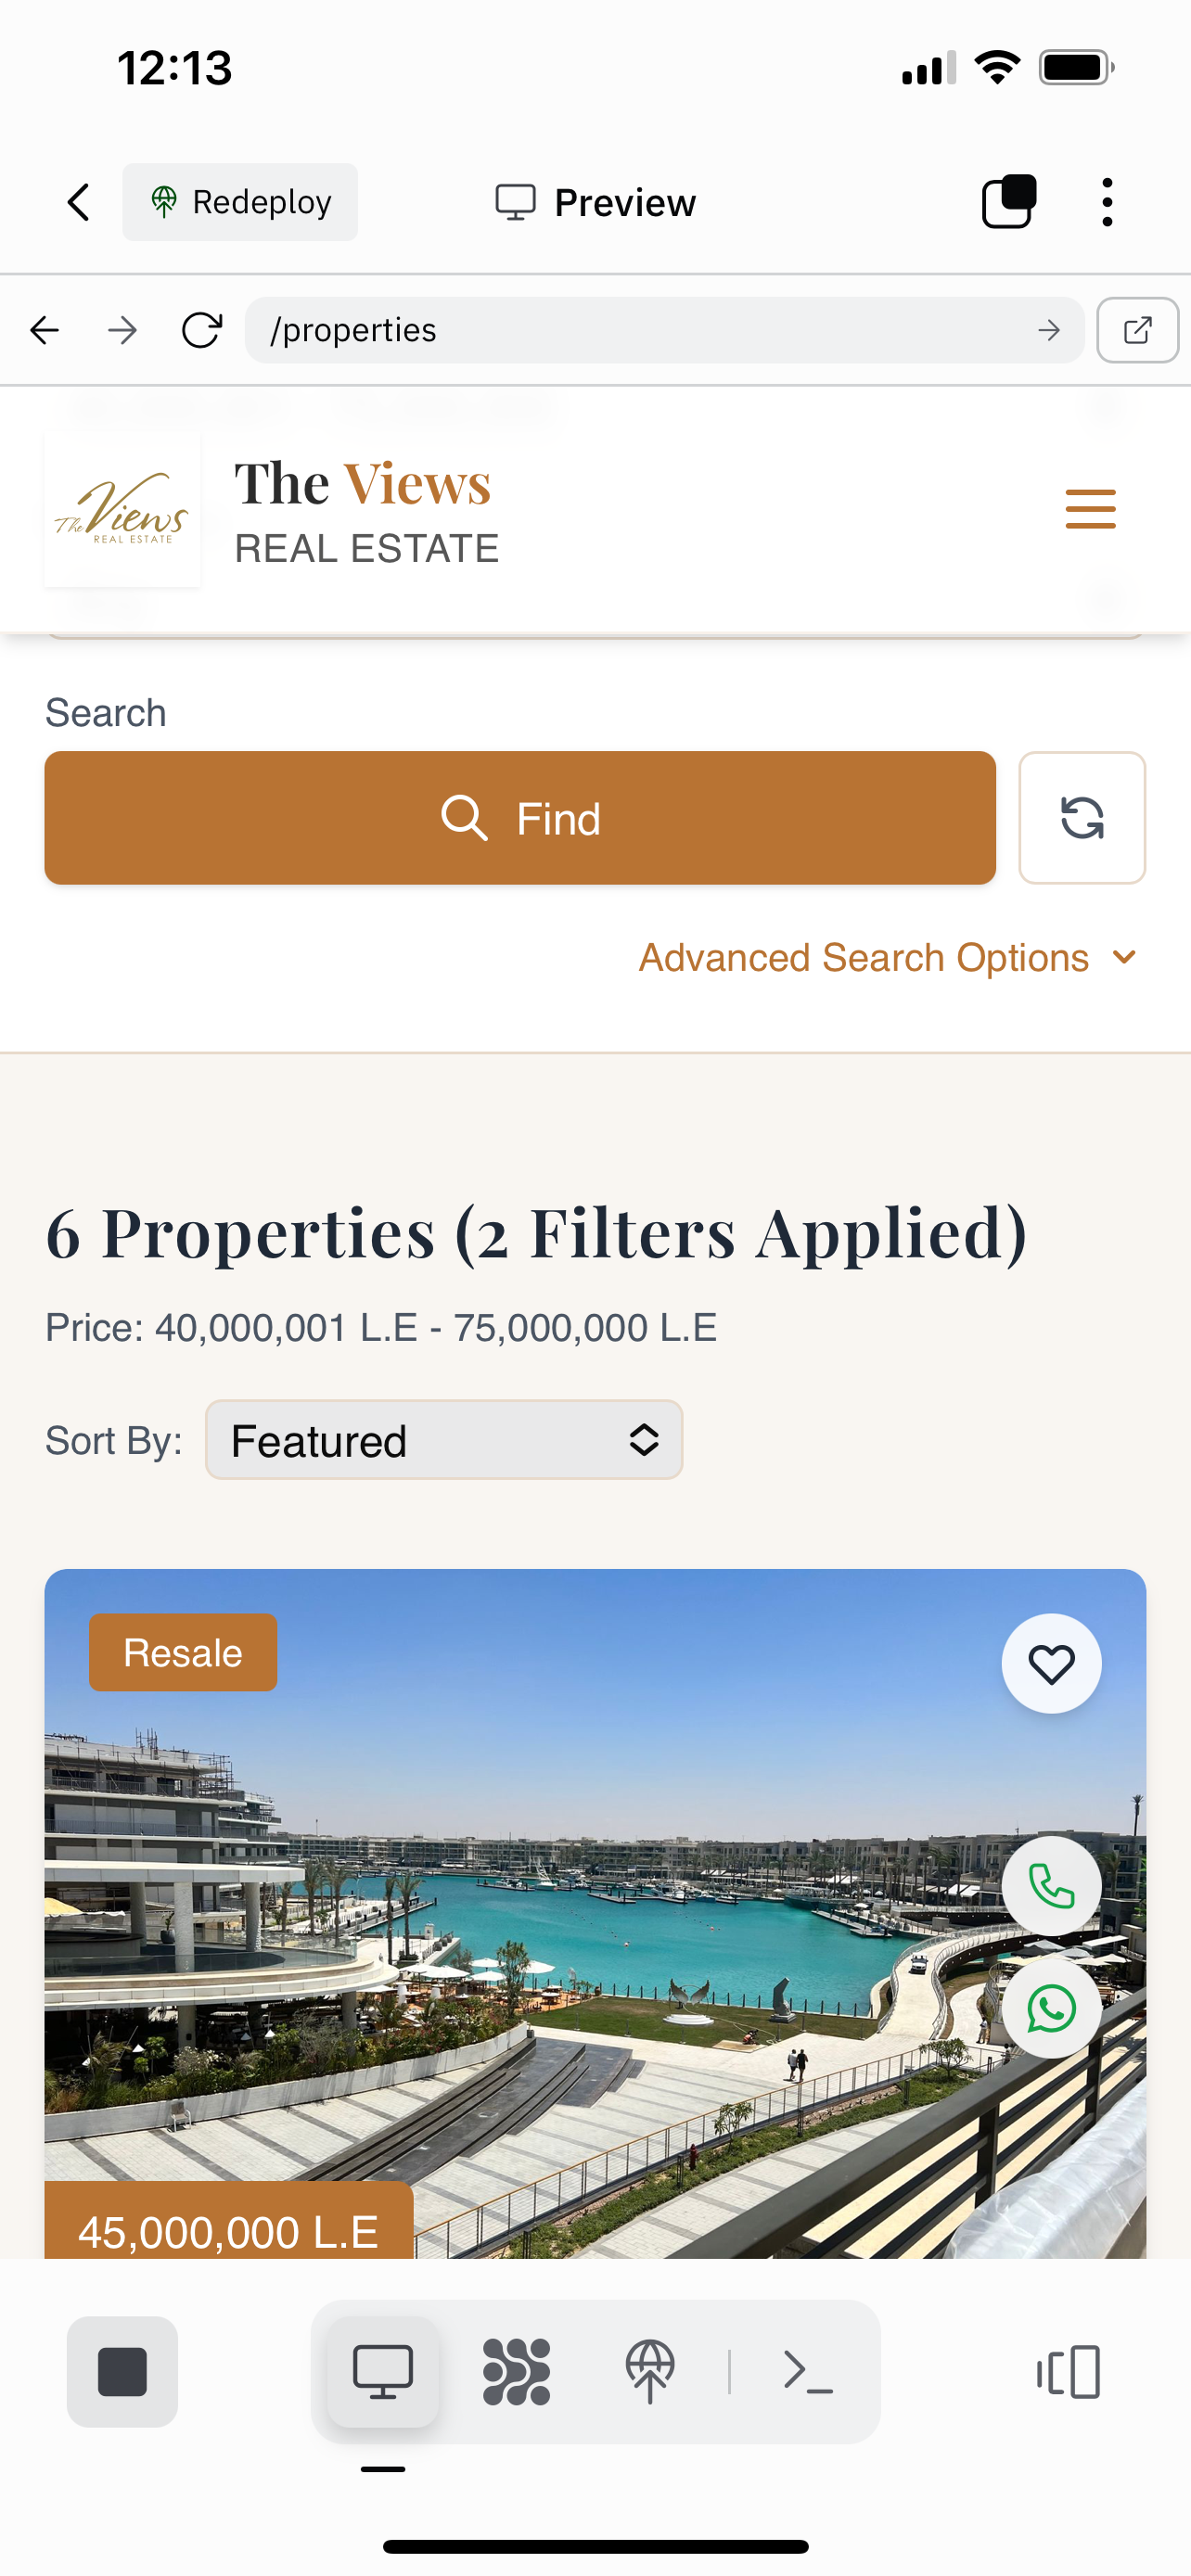 12:13
Redeploy
Preview
/properties
The Views
REAL ESTATE
The Views
REAL ESTATE
Search
Find
Advanced Search Options
6 Properties (2 Filters Applied)
Price: 40,000,001 L.E - 75,000,000 L.E
Sort By:
Featured
Resale
45,000,000 L.E